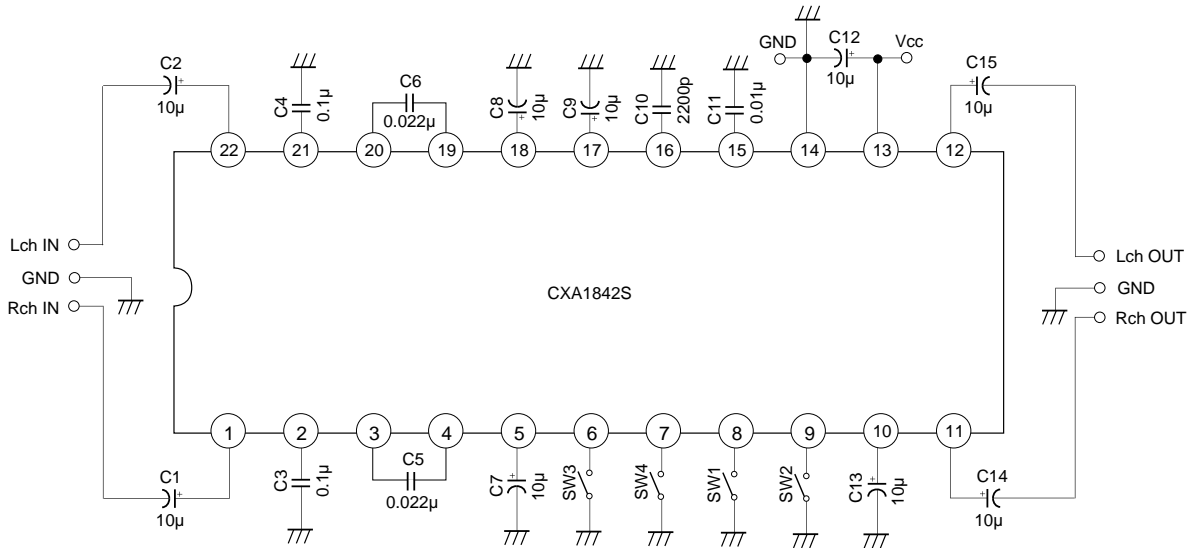 GND
C12
Vcc
10µ
C2
10µ
C4
0.1µ
C6
0.022µ
C8
10µ
C9
10µ
C10
2200p
C11
0.01µ
C15
10µ
22
21
20
19
18
17
16
15
14
13
12
Lch IN
GND
Rch IN
CXA1842S
Lch OUT
GND
Rch OUT
1
2
3
4
5
6
7
8
9
10
11
C1
10µ
C3
0.1µ
C5
0.022µ
C7
10µ
SW3
SW4
SW1
SW2
C13
10µ
C14
10µ
+
+
+
+
+
+
+
+
+